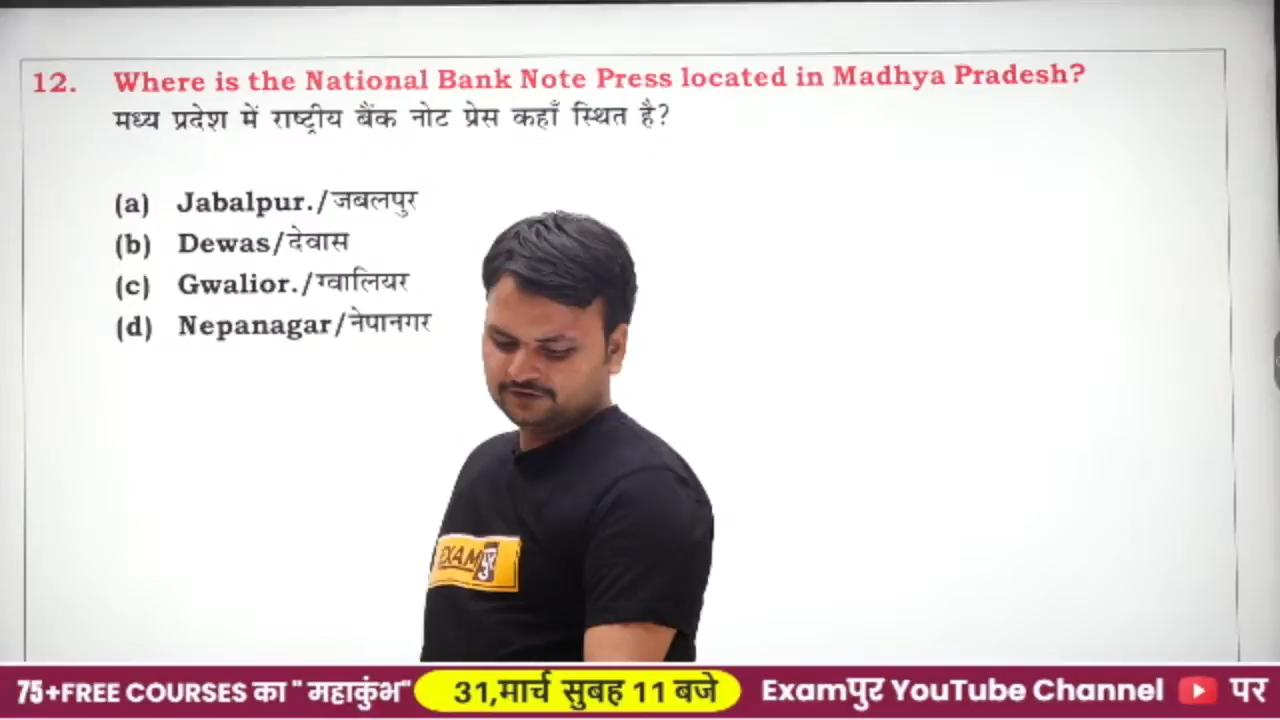 12. Where is the National Bank Note Press located in Madhya Pradesh?
मध्य प्रदेश में राष्ट्रीय बैंक नोट प्रेस कहाँ स्थित है?
(a) Jabalpur./जबलपुर
(b) Dewas/देवास
(c) Gwalior./ग्वालियर
(d) Nepanagar/नेपानगर
EXAM पुर
75+FREE COURSES का " महाकुंभ" 31,मार्च सुबह 11 बजे Examपुर YouTube Channel पर